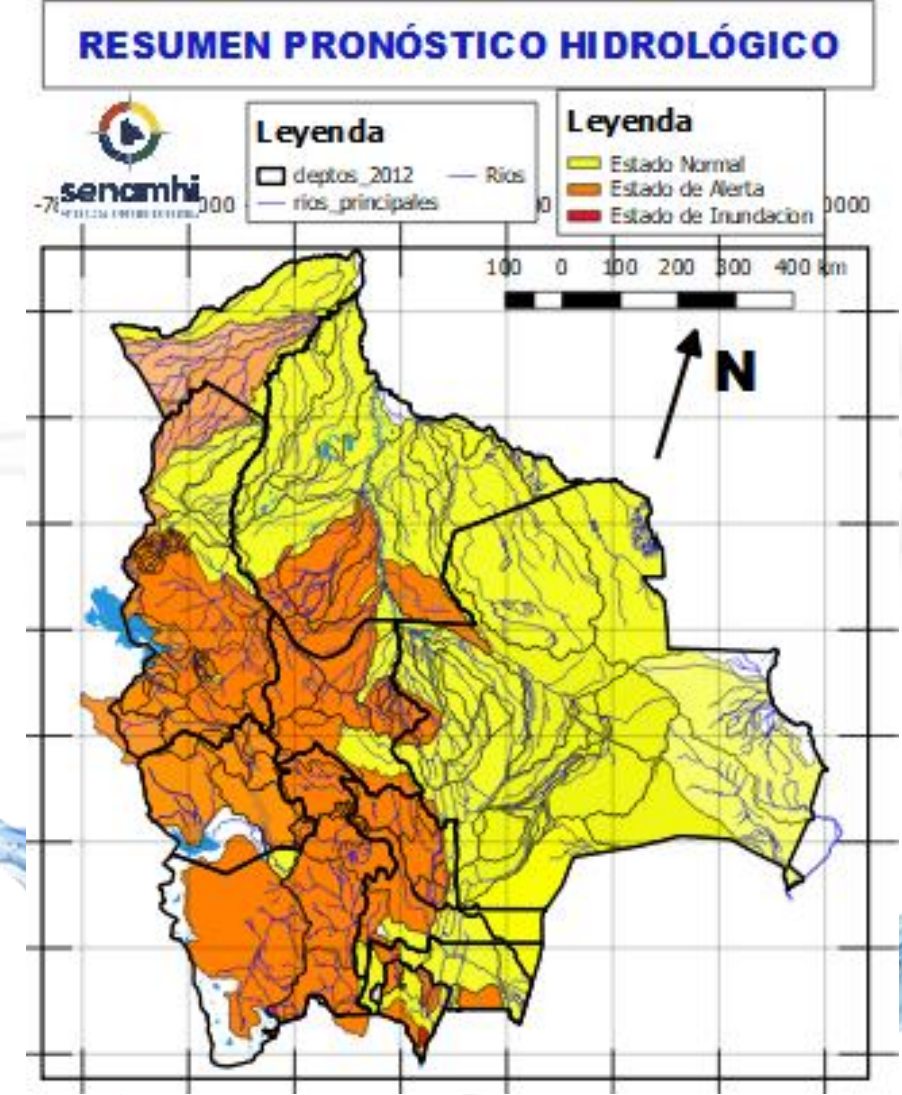 RESUMEN PRONÓSTICO HIDROLÓGICO
senamhi
Leyenda
deptos_2012
Rios
rios_principales
Leyenda
Estado Normal
Estado de Alerta
Estado de Inundacion
100 0 100 200 300 400 km
N